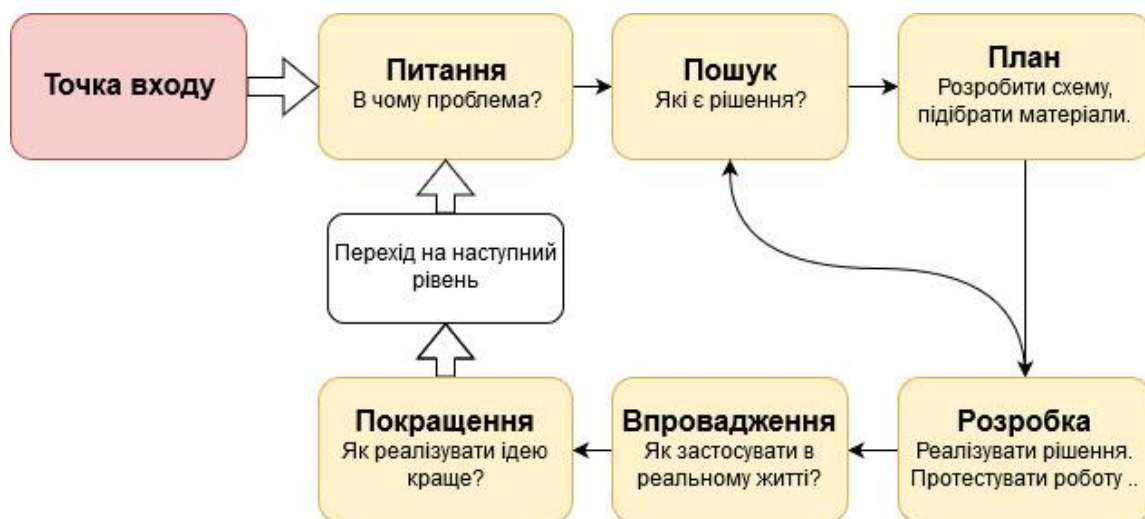 Точка входу
Питання
В чому проблема?
Пошук
Які є рішення?
План
Розробити схему,
підібрати матеріали.
Перехід на наступний
рівень
Покращення
Як реалізувати ідею
краще?
Впровадження
Як застосувати в
реальному житті?
Розробка
Реалізувати рішення.
Протестувати роботу ..